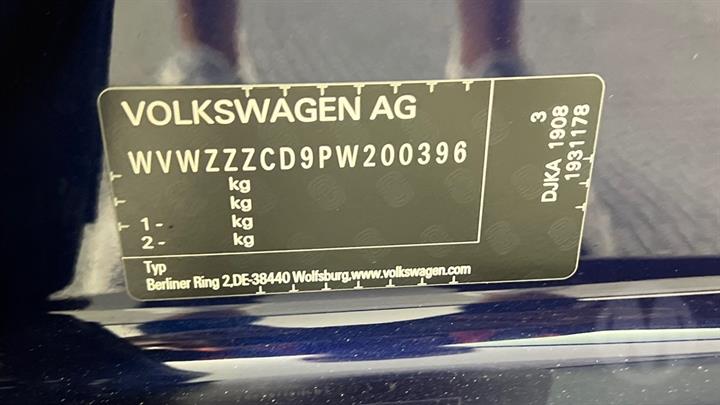 VOLKSWAGEN AG
WVWZZZCD9PW200396
kg
kg
1 - kg
2 - kg
Typ
Berliner Ring 2,DE-38440 Wolfsburg.www.volkswagen.com
3
DJKA 1908
1931178